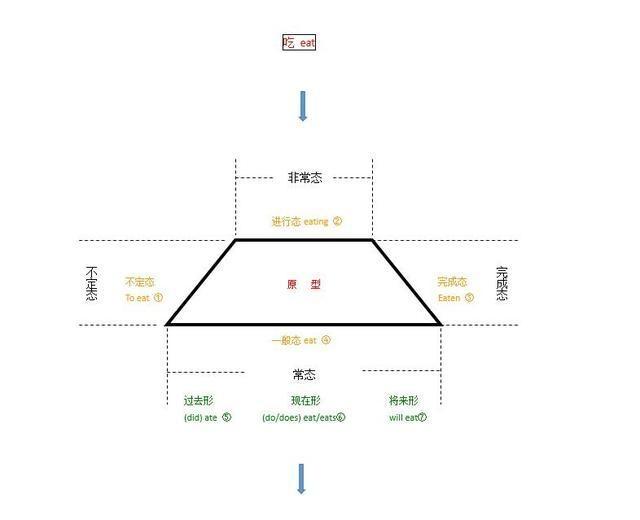 吃 eat
非常态
进行态 eating ②
不定态
不定态
To eat ①
原 型
完成态
Eaten ③
完成态
一般态 eat ④
常态
过去形 现在形 将来形
(did) ate ⑤ (do/does) eat/eats⑥ will eat⑦